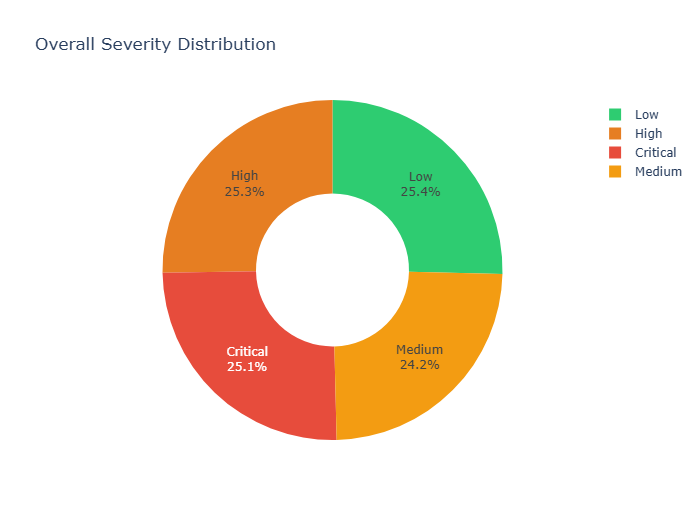 Overall Severity Distribution
Low
High
Critical
Medium
High
25.3%
Low
25.4%
Critical
25.1%
Medium
24.2%